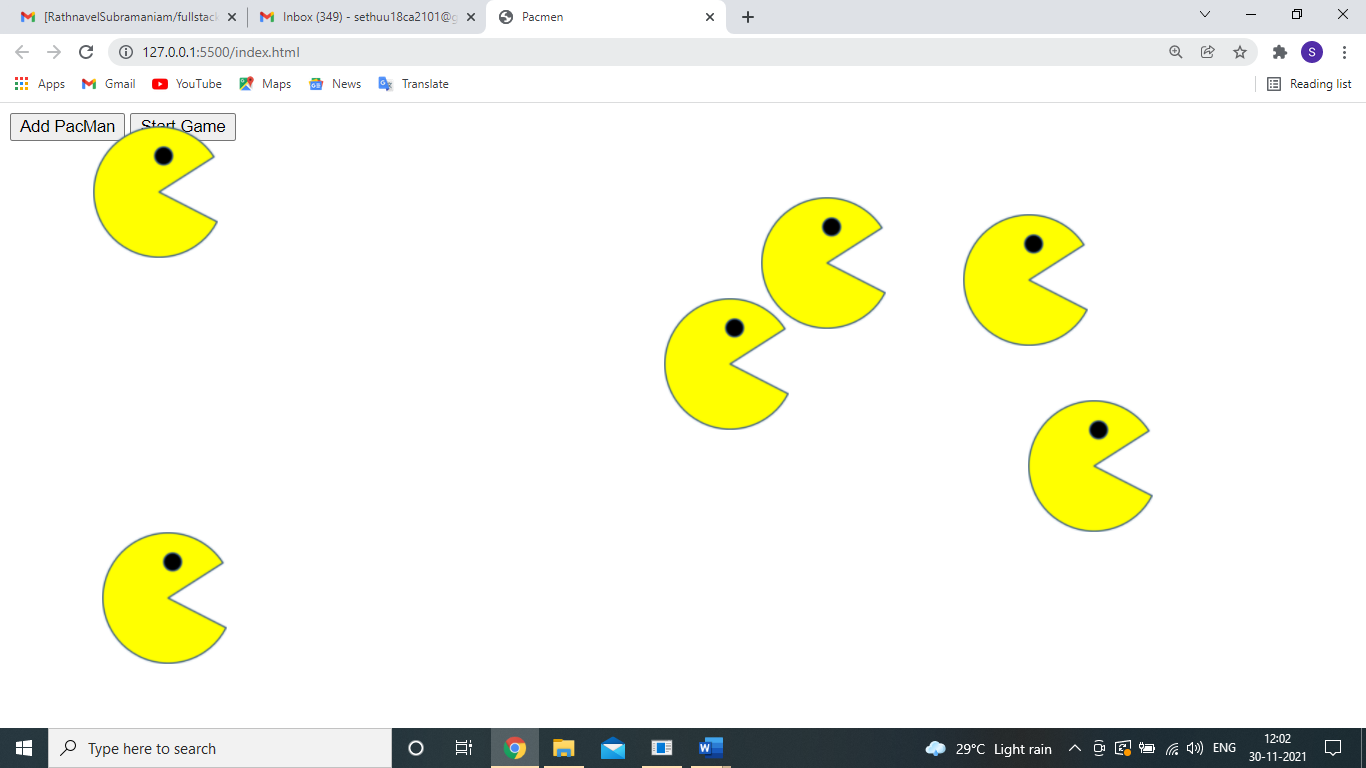 [RathnavelSubramaniam/fullstack
Inbox (349) - sethuu18ca2101@g
Pacmen
127.0.0.1:5500/index.html
S
Apps
Gmail
YouTube
Maps
News
Translate
Reading list
Add PacMan
Start Game
Type here to search
29°C Light rain
ENG
12:02
30-11-2021